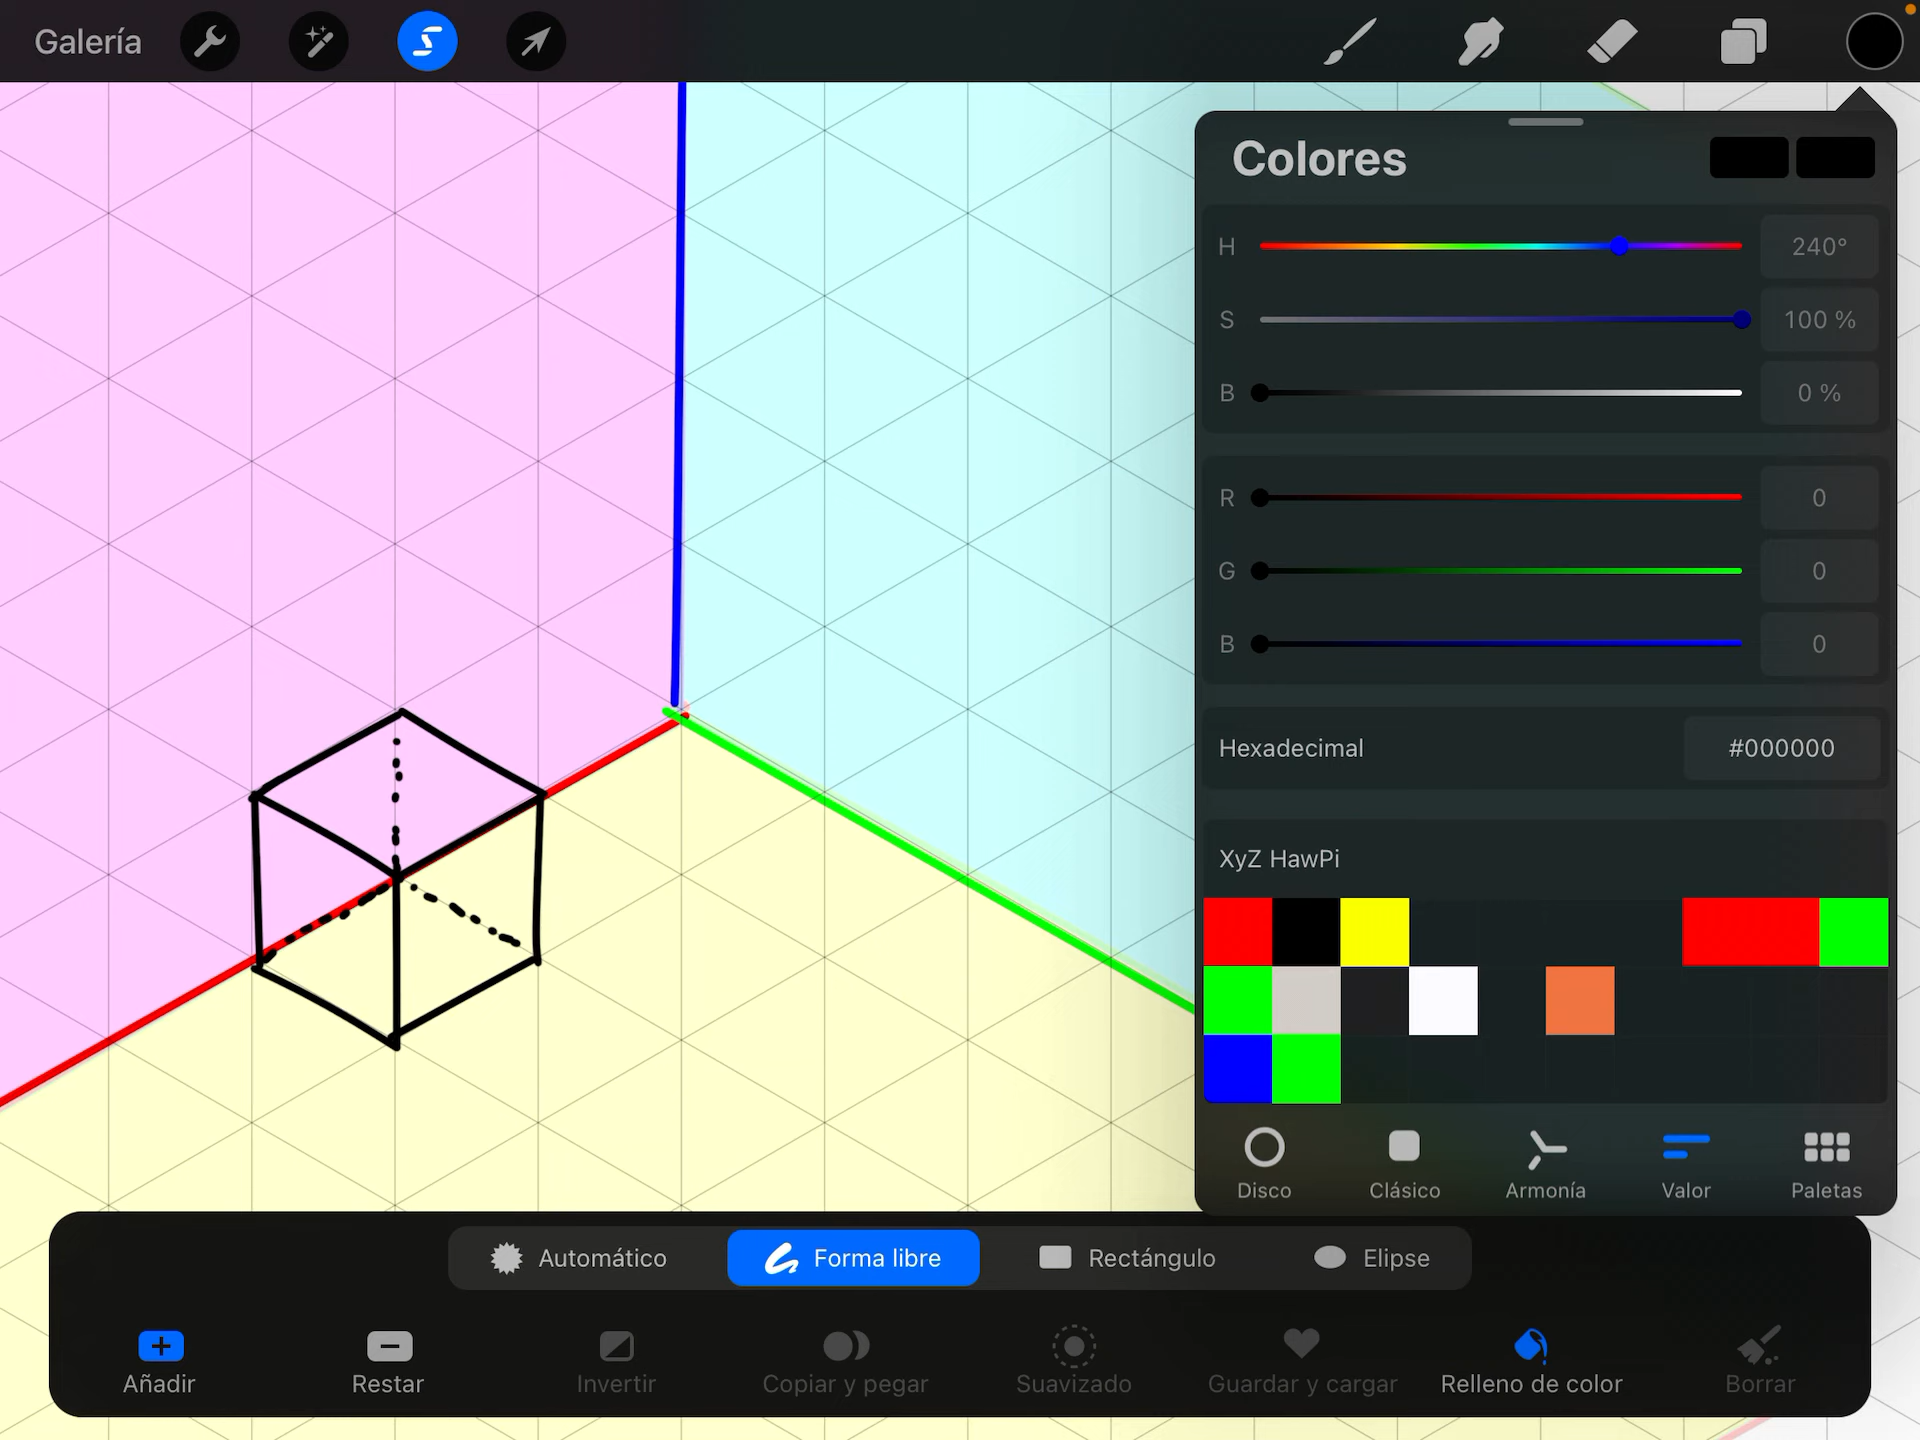 Galería
Colores
H 240°
S 100 %
B 0 %
R 0
G 0
B 0
Hexadecimal #000000
XyZ HawPi
Disco Clásico Armonía Valor Paletas
Automático Forma libre Rectángulo Elipse
Añadir Restar Invertir Copiar y pegar Suavizado Guardar y cargar Relleno de color Borrar